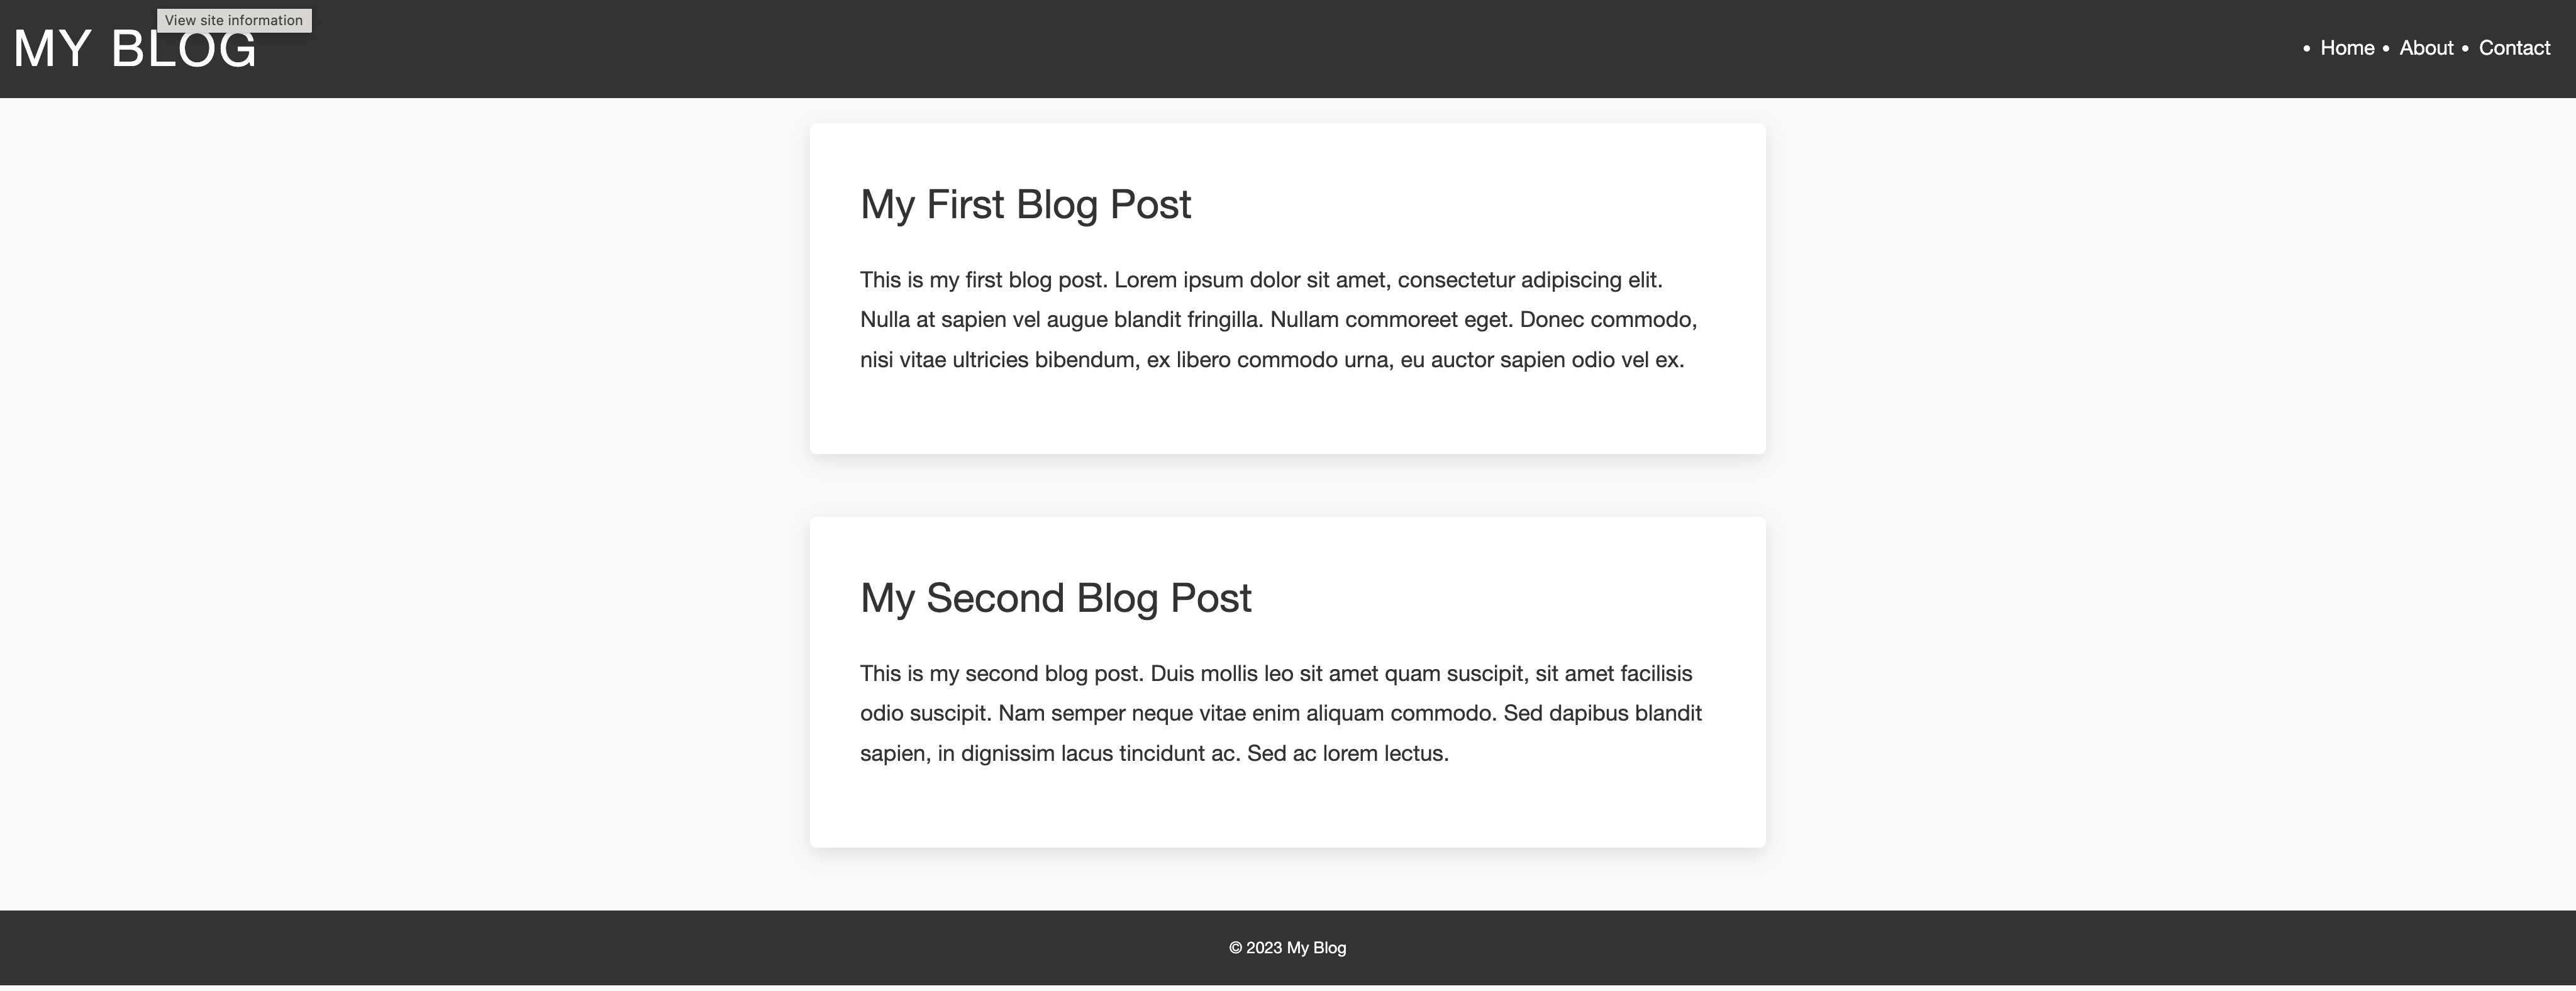 View site information
MY BLOG
• Home • About • Contact
My First Blog Post
This is my first blog post. Lorem ipsum dolor sit amet, consectetur adipiscing elit.
Nulla at sapien vel augue blandit fringilla. Nullam commoreet eget. Donec commodo,
nisi vitae ultricies bibendum, ex libero commodo urna, eu auctor sapien odio vel ex.
My Second Blog Post
This is my second blog post. Duis mollis leo sit amet quam suscipit, sit amet facilisis
odio suscipit. Nam semper neque vitae enim aliquam commodo. Sed dapibus blandit
sapien, in dignissim lacus tincidunt ac. Sed ac lorem lectus.
© 2023 My Blog